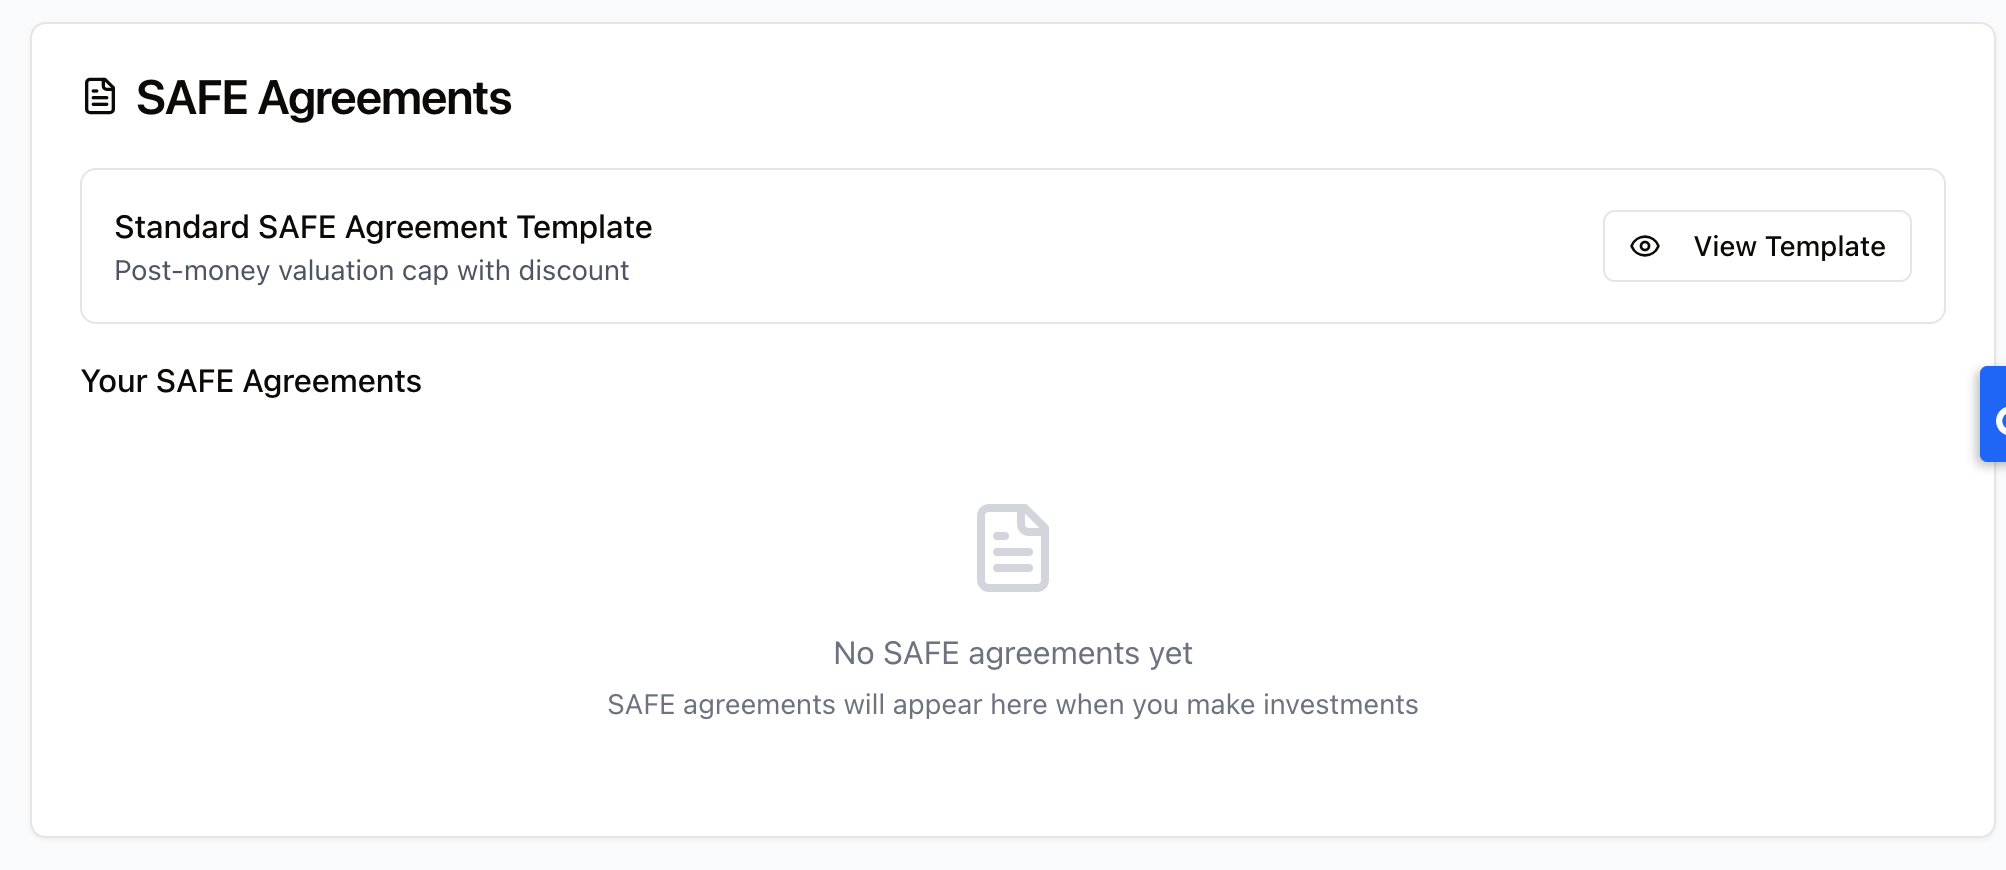 SAFE Agreements
Standard SAFE Agreement Template
Post-money valuation cap with discount
View Template
Your SAFE Agreements
No SAFE agreements yet
SAFE agreements will appear here when you make investments